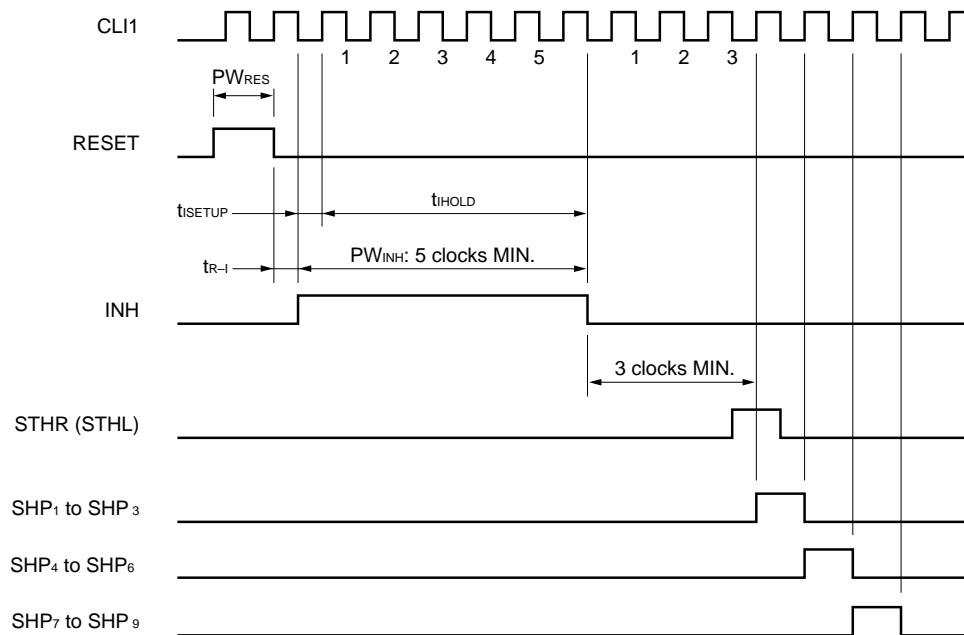 CLI1
1 2 3 4 5 1 2 3
PWRES
RESET
tISETUP
tIHOLD
tR–I
PWINH: 5 clocks MIN.
INH
3 clocks MIN.
STHR (STHL)
SHP1 to SHP3
SHP4 to SHP6
SHP7 to SHP9